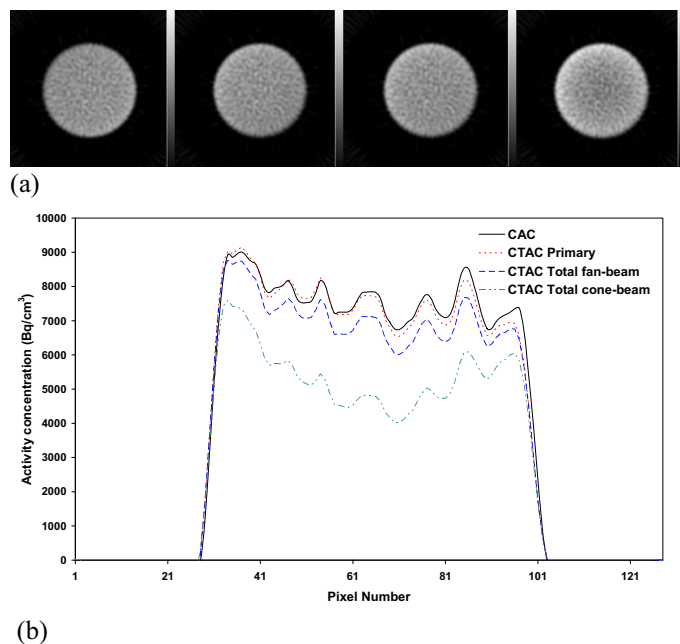 (a)
10000
9000
8000
7000
6000
5000
4000
3000
2000
1000
0
Activity concentration (Bq/cm³)
CAC
CTAC Primary
CTAC Total fan-beam
CTAC Total cone-beam
1 21 41 61 81 101 121
Pixel Number
(b)